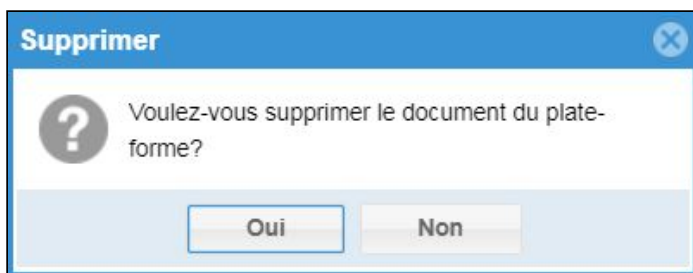 Supprimer
Voulez-vous supprimer le document du plate-
forme?
Oui Non